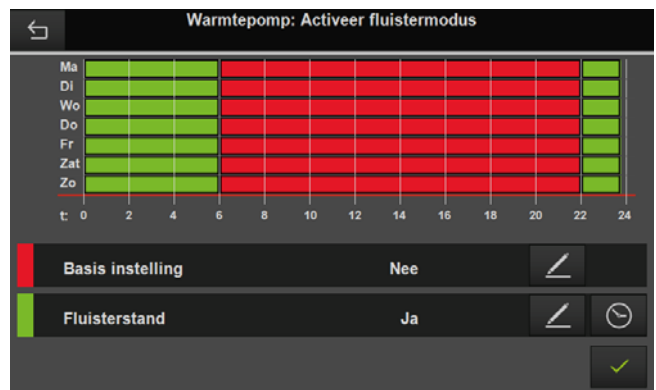 Warmtepomp: Activeer fluistermodus
Ma
Di
Wo
Do
Fr
Zat
Zo
t: 0 2 4 6 8 10 12 14 16 18 20 22 24
Basis instelling Nee
Fluisterstand Ja